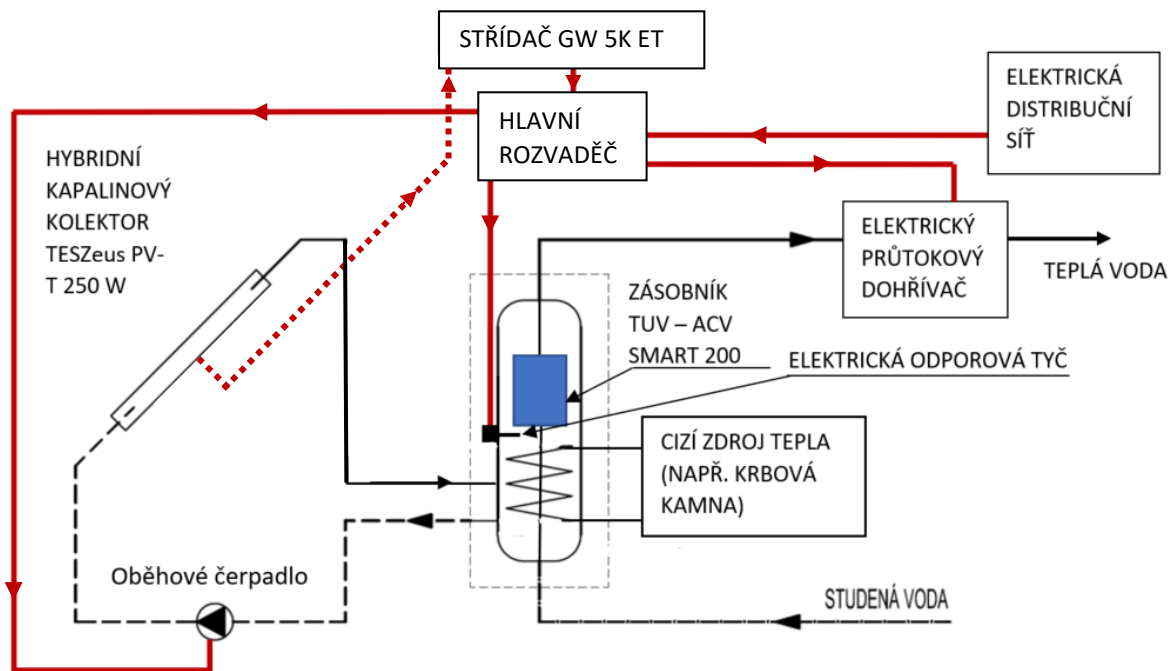 STŘÍDAČ GW 5K ET
HLAVNÍ
ROZVADĚČ
ELEKTRICKÁ
DISTRIBUČNÍ
SÍŤ
HYBRIDNÍ
KAPALINOVÝ
KOLEKTOR
TESZeus PV-
T 250 W
ELEKTRICKÝ
PRŮTOKOVÝ
DOHŘÍVAČ
TEPLÁ VODA
ZÁSOBNÍK
TUV – ACV
SMART 200
ELEKTRICKÁ ODPOROVÁ TYČ
CIZÍ ZDROJ TEPLA
(NAPŘ. KRBOVÁ
KAMNA)
Oběhové čerpadlo
STUDENÁ VODA